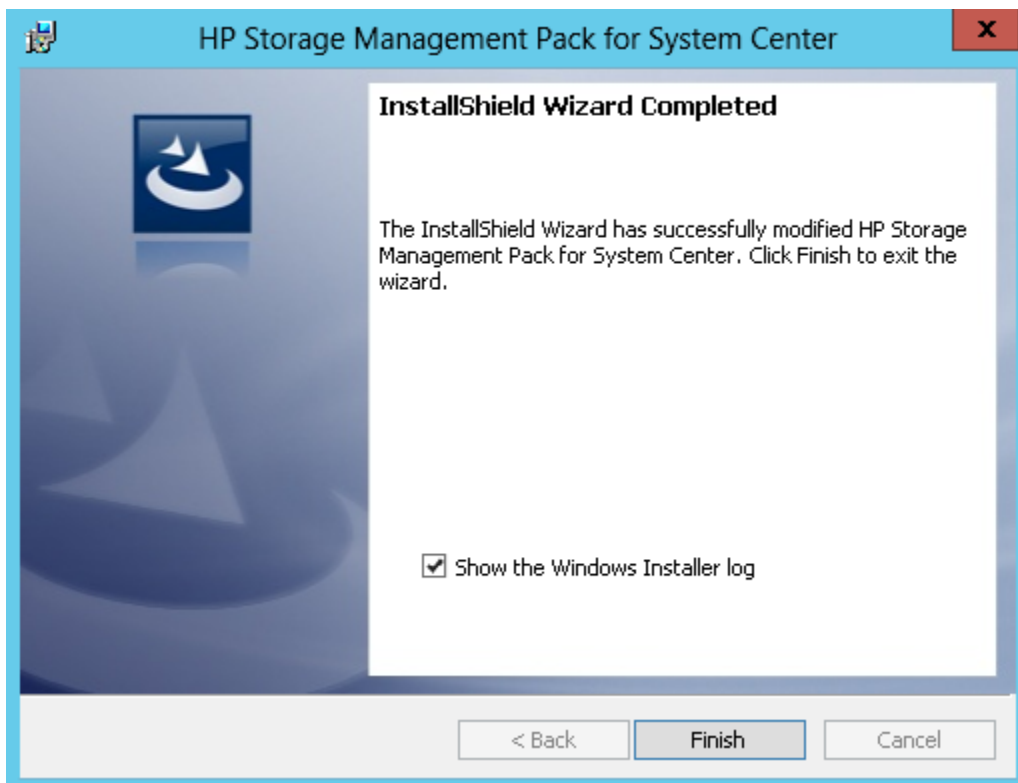 HP Storage Management Pack for System Center
x
InstallShield Wizard Completed
The InstallShield Wizard has successfully modified HP Storage
Management Pack for System Center. Click Finish to exit the
wizard.
Show the Windows Installer log
< Back
Finish
Cancel